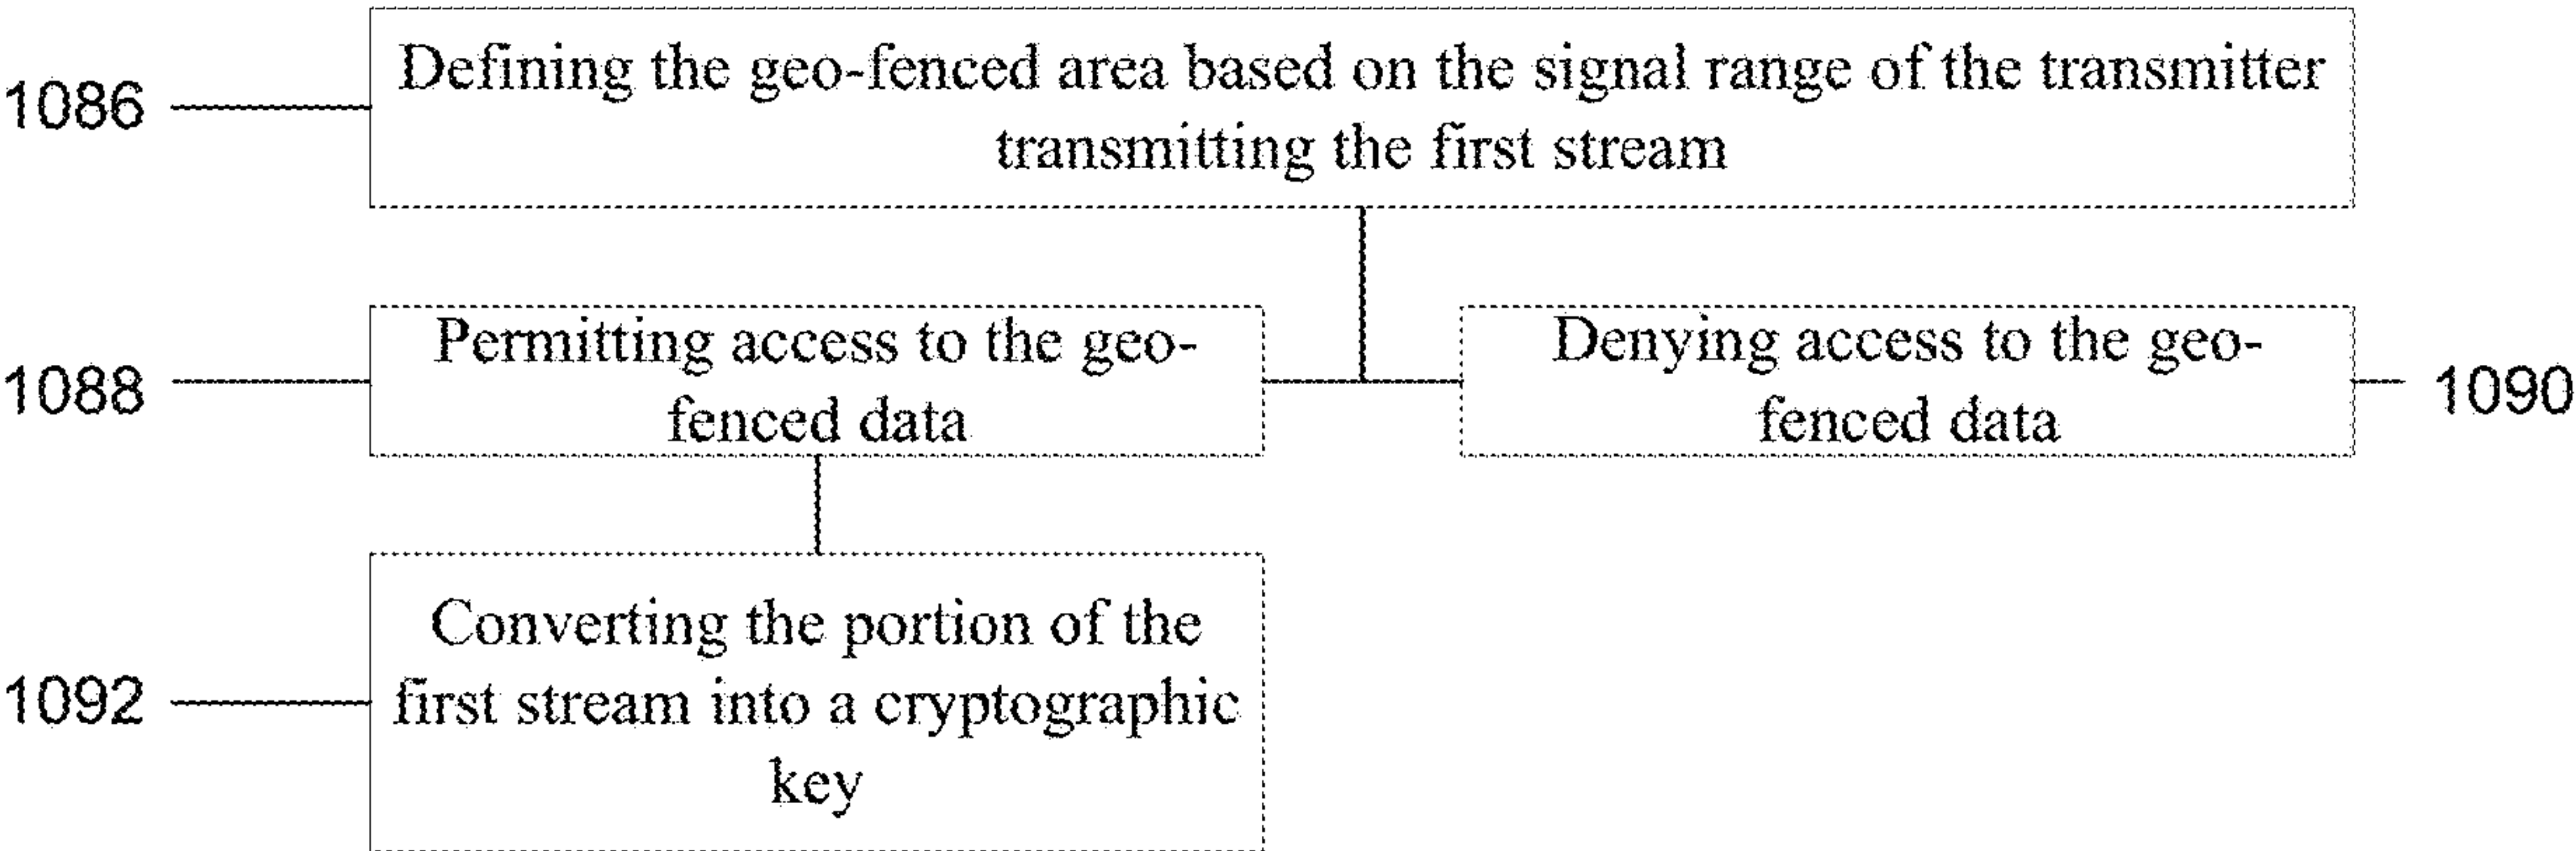 1086
Defining the geo-fenced area based on the signal range of the transmitter
transmitting the first stream
1088
Permitting access to the geo-
fenced data
Denying access to the geo-
fenced data
1090
1092
Converting the portion of the
first stream into a cryptographic
key